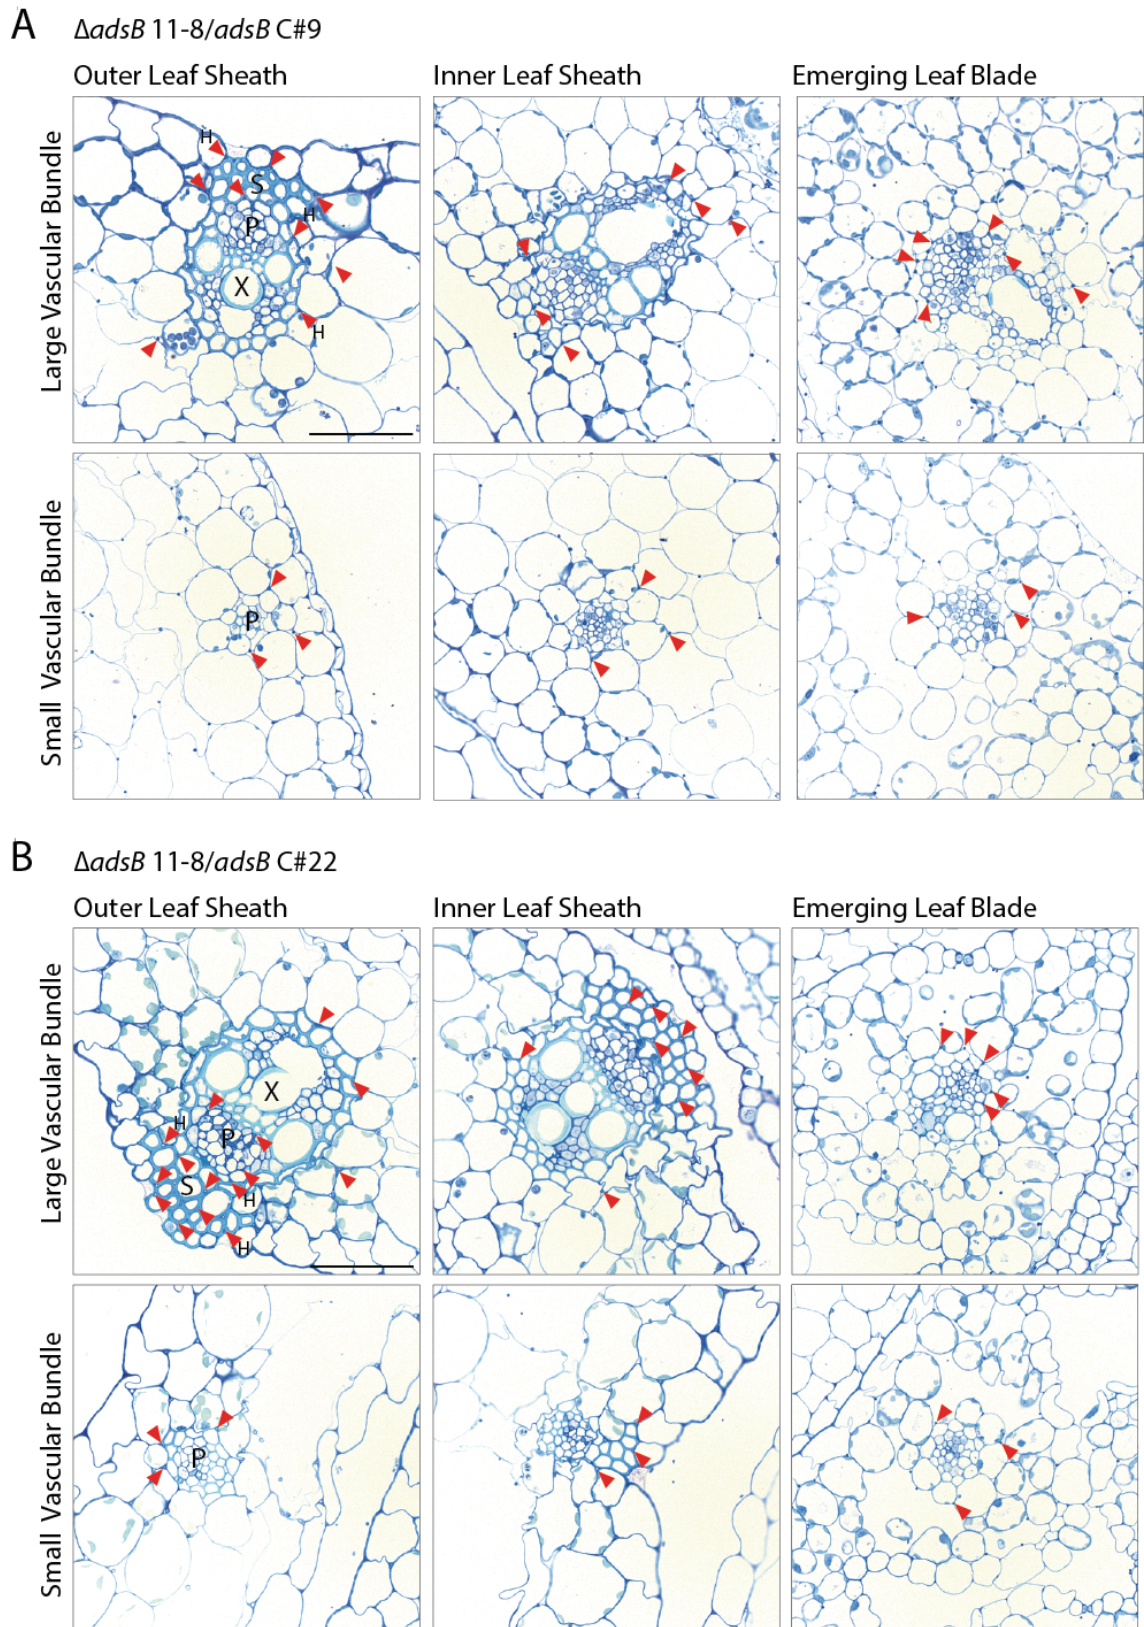 A
ΔadsB 11-8/adsB C#9
Outer Leaf Sheath
Inner Leaf Sheath
Emerging Leaf Blade
Large Vascular Bundle
H
S
H
P
X
H
Small Vascular Bundle
P
B
ΔadsB 11-8/adsB C#22
Outer Leaf Sheath
Inner Leaf Sheath
Emerging Leaf Blade
Large Vascular Bundle
X
H
P
S
H
H
Small Vascular Bundle
P